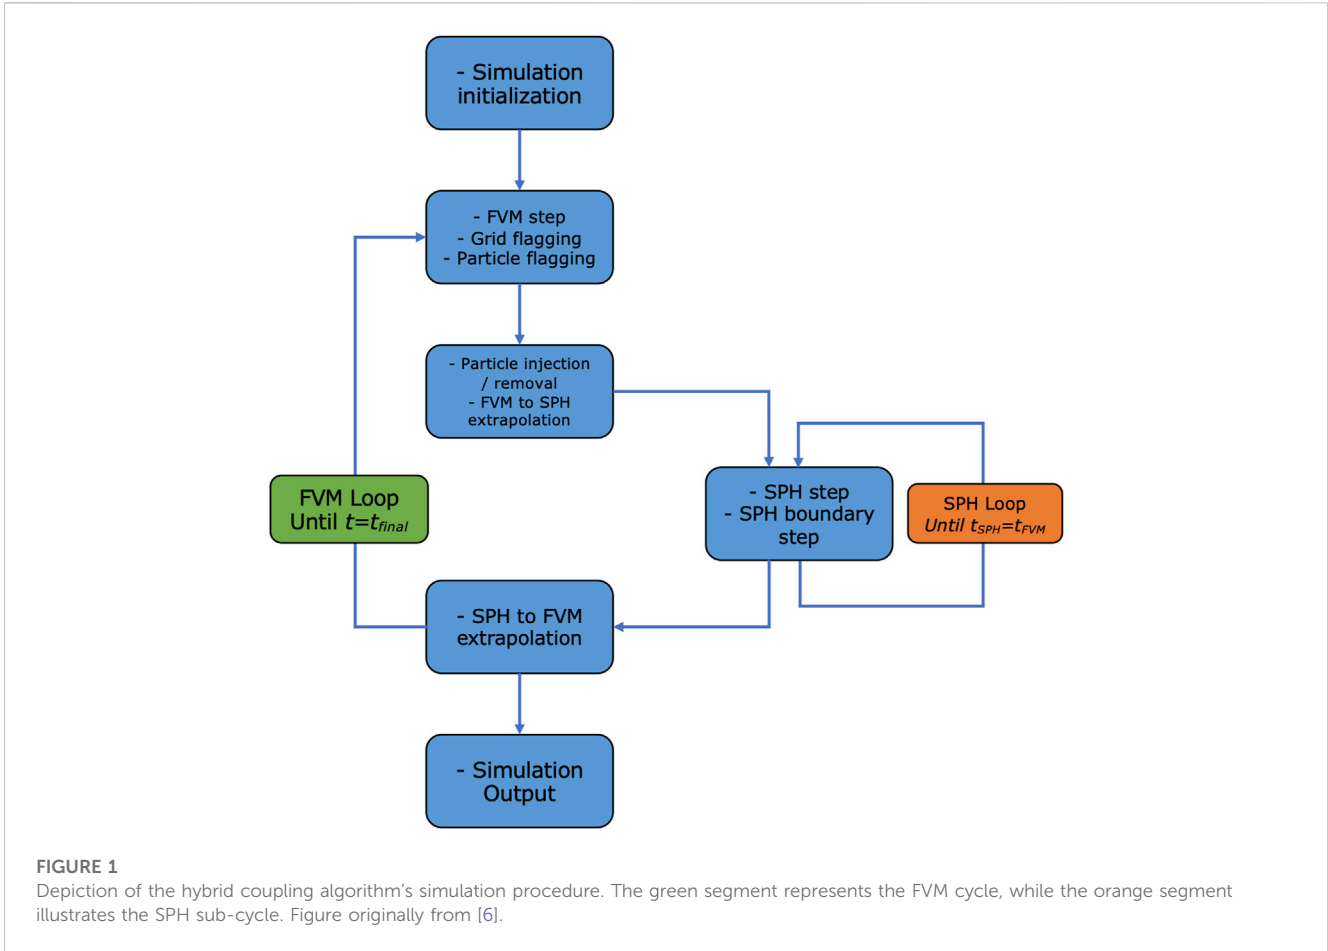 - Simulation
initialization
- FVM step
- Grid flagging
- Particle flagging
- Particle injection
/ removal
- FVM to SPH
extrapolation
FVM Loop
Until t=tfinal
- SPH step
- SPH boundary
step
SPH Loop
Until tSPH=tFVM
- SPH to FVM
extrapolation
- Simulation
Output
FIGURE 1
Depiction of the hybrid coupling algorithm's simulation procedure. The green segment represents the FVM cycle, while the orange segment
illustrates the SPH sub-cycle. Figure originally from [6].